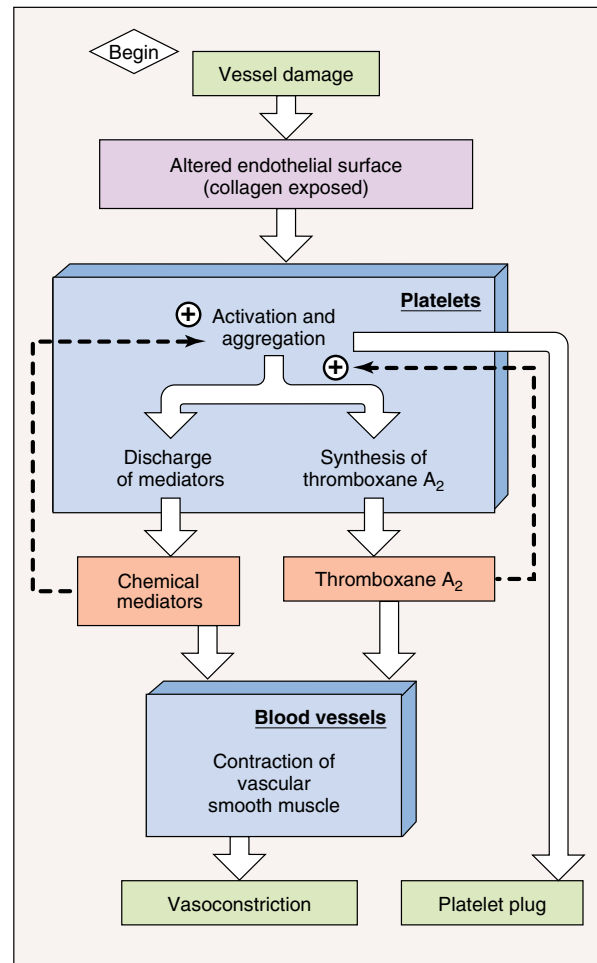 Begin
Vessel damage
Altered endothelial surface
(collagen exposed)
Platelets
+
Activation and
aggregation
+
Discharge
of mediators
Synthesis of
thromboxane A₂
Chemical
mediators
Thromboxane A₂
Blood vessels
Contraction of
vascular
smooth muscle
Vasoconstriction
Platelet plug